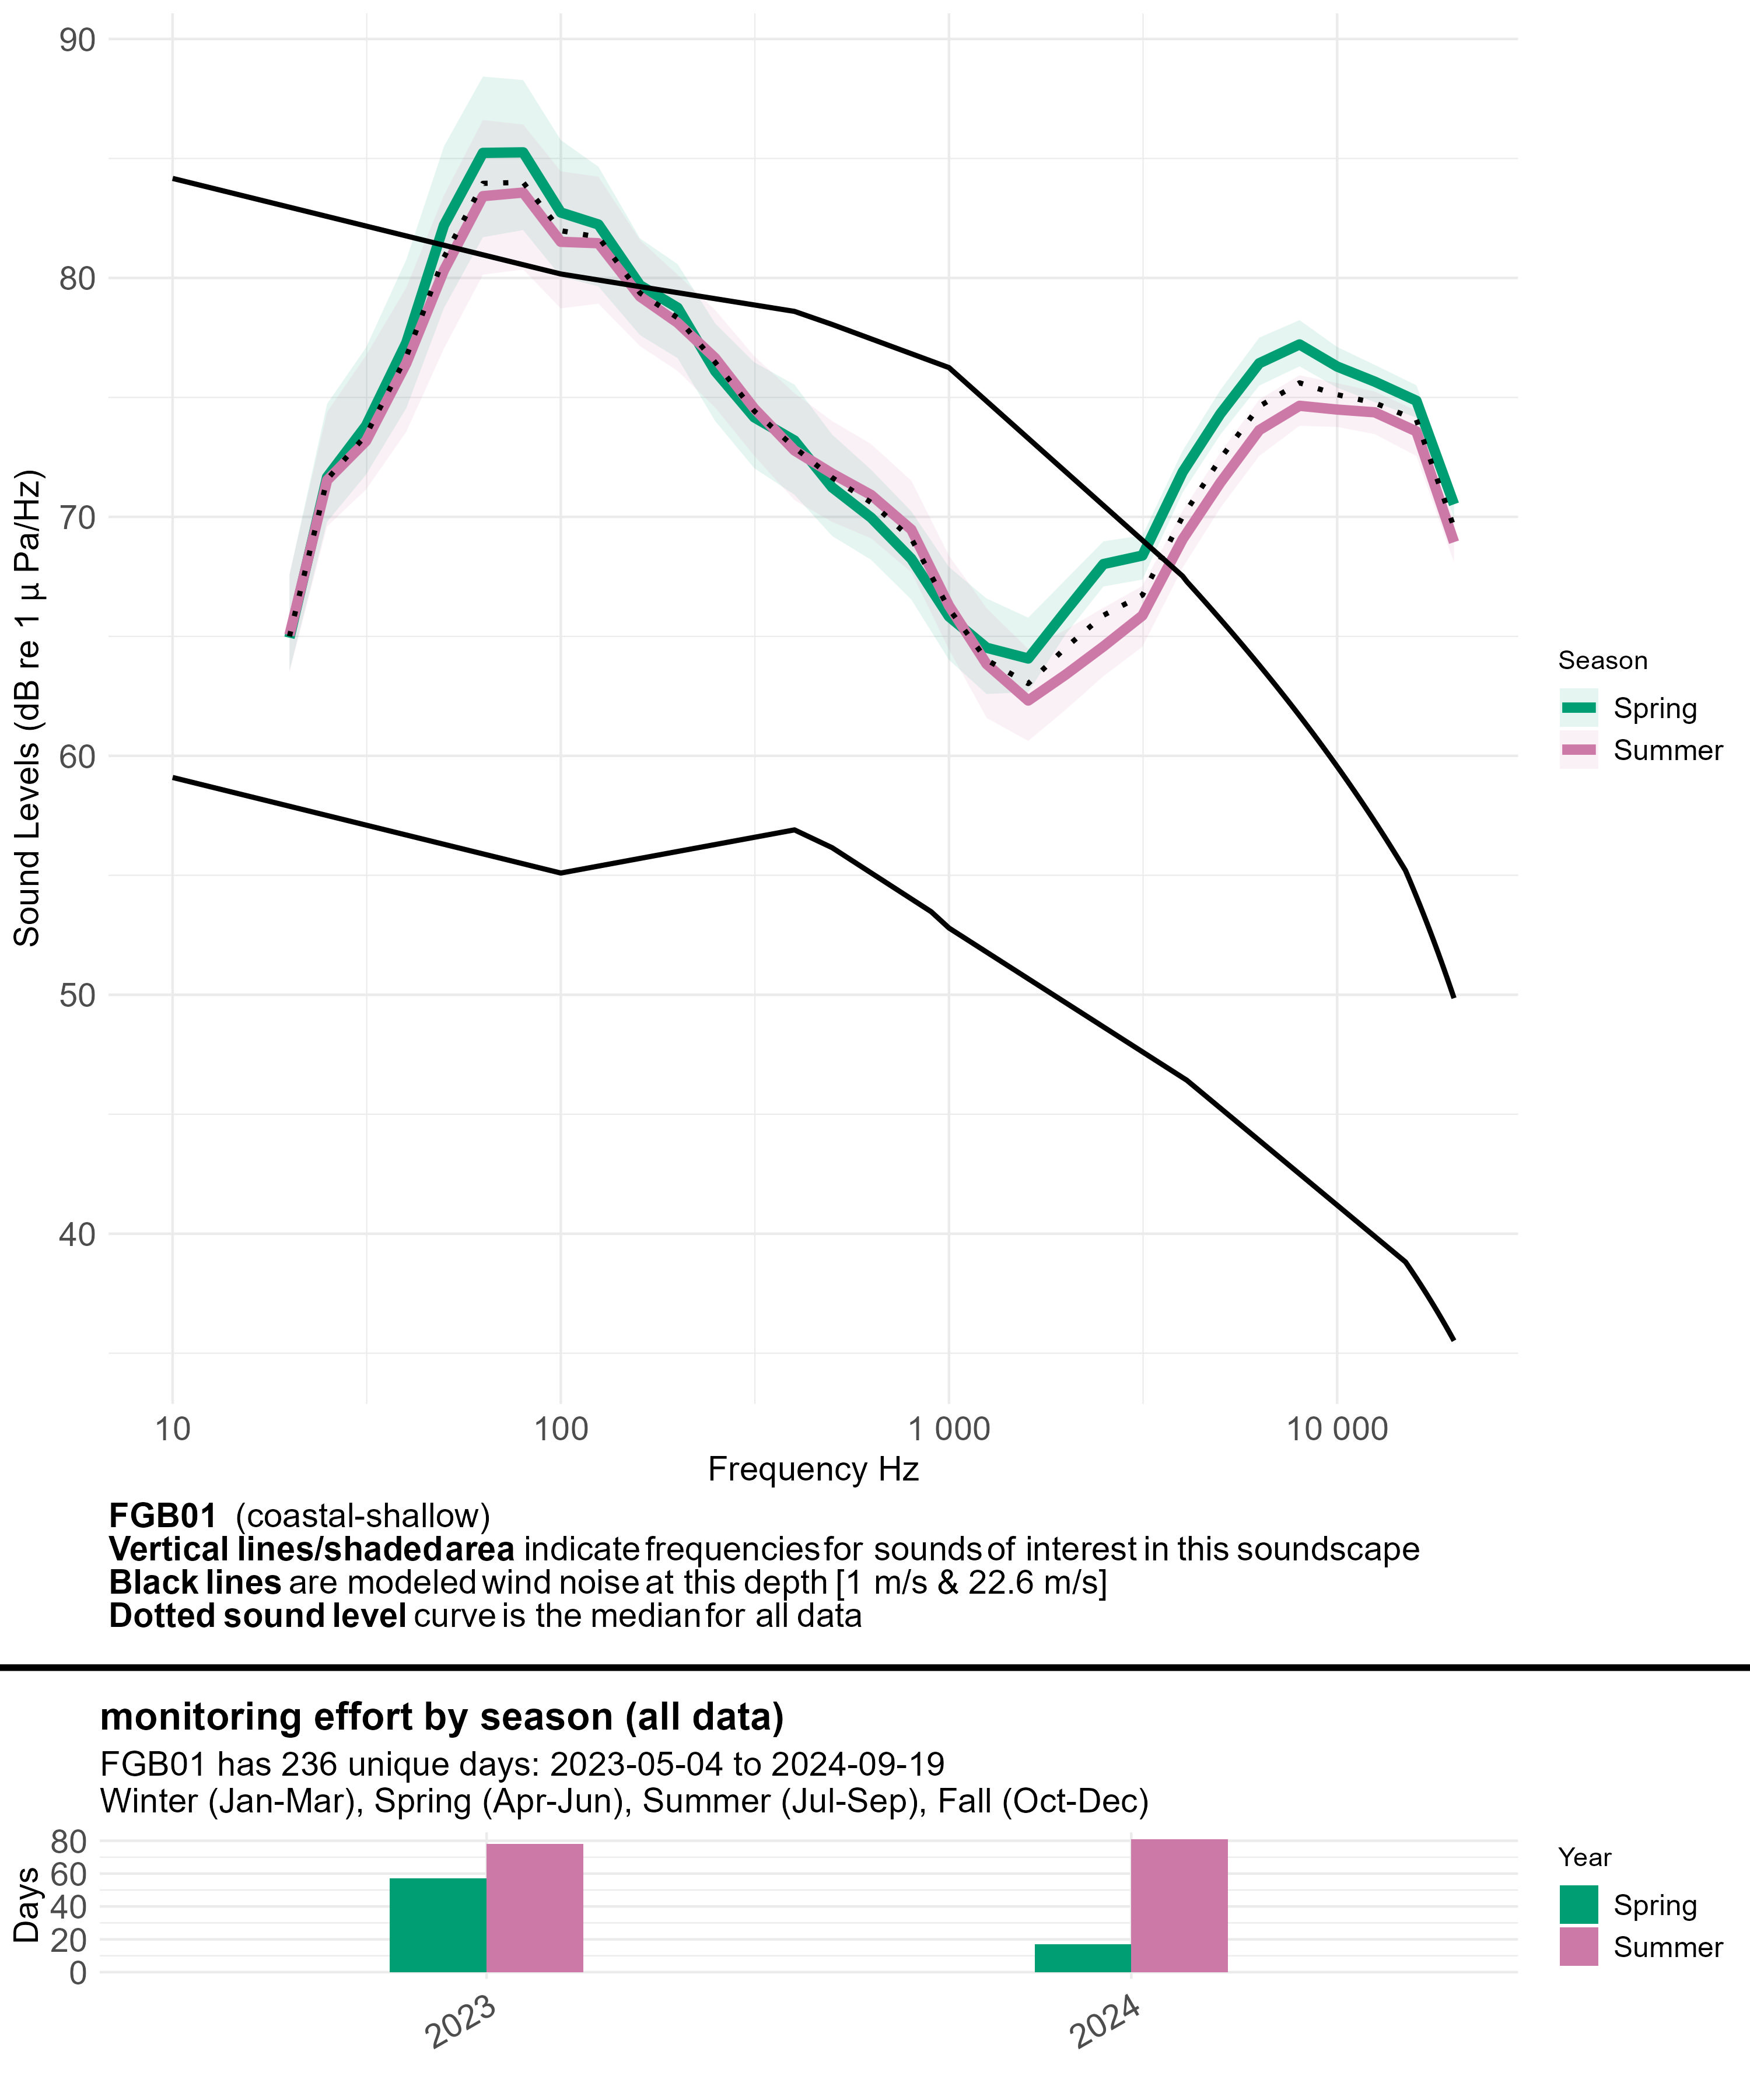 90
80
70
60
50
40
Sound Levels (dB re 1 µ Pa/Hz)
10
100
1 000
10 000
Frequency Hz
Season
Spring
Summer
FGB01 (coastal-shallow)
Vertical lines/shaded area indicate frequencies for sounds of interest in this soundscape
Black lines are modeled wind noise at this depth [1 m/s & 22.6 m/s]
Dotted sound level curve is the median for all data
monitoring effort by season (all data)
FGB01 has 236 unique days: 2023-05-04 to 2024-09-19
Winter (Jan-Mar), Spring (Apr-Jun), Summer (Jul-Sep), Fall (Oct-Dec)
80
60
40
20
0
Days
2023
2024
Year
Spring
Summer